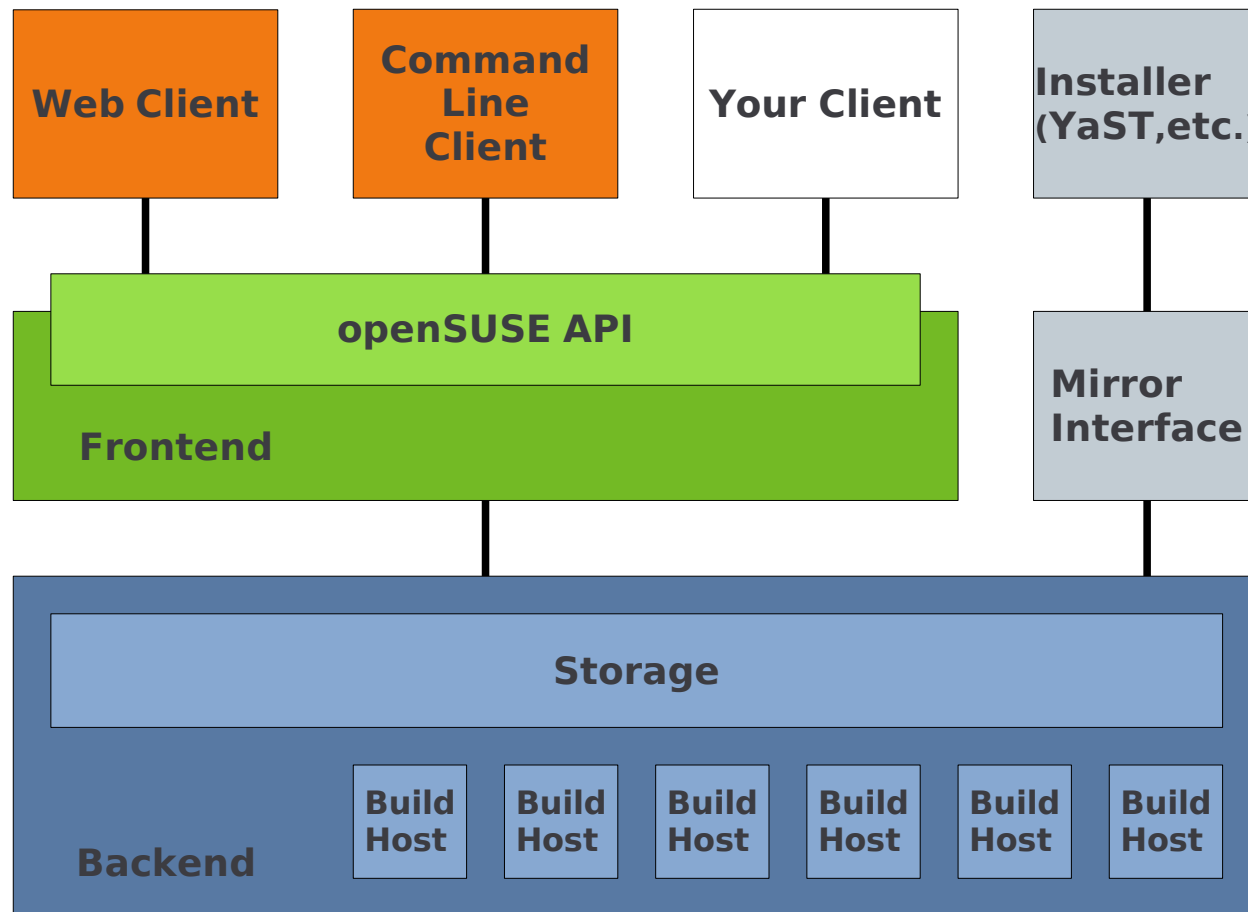 Web Client
Command
Line
Client
Your Client
Installer
(YaST,etc.)
openSUSE API
Frontend
Mirror
Interface
Storage
Build
Host
Build
Host
Build
Host
Build
Host
Build
Host
Build
Host
Backend